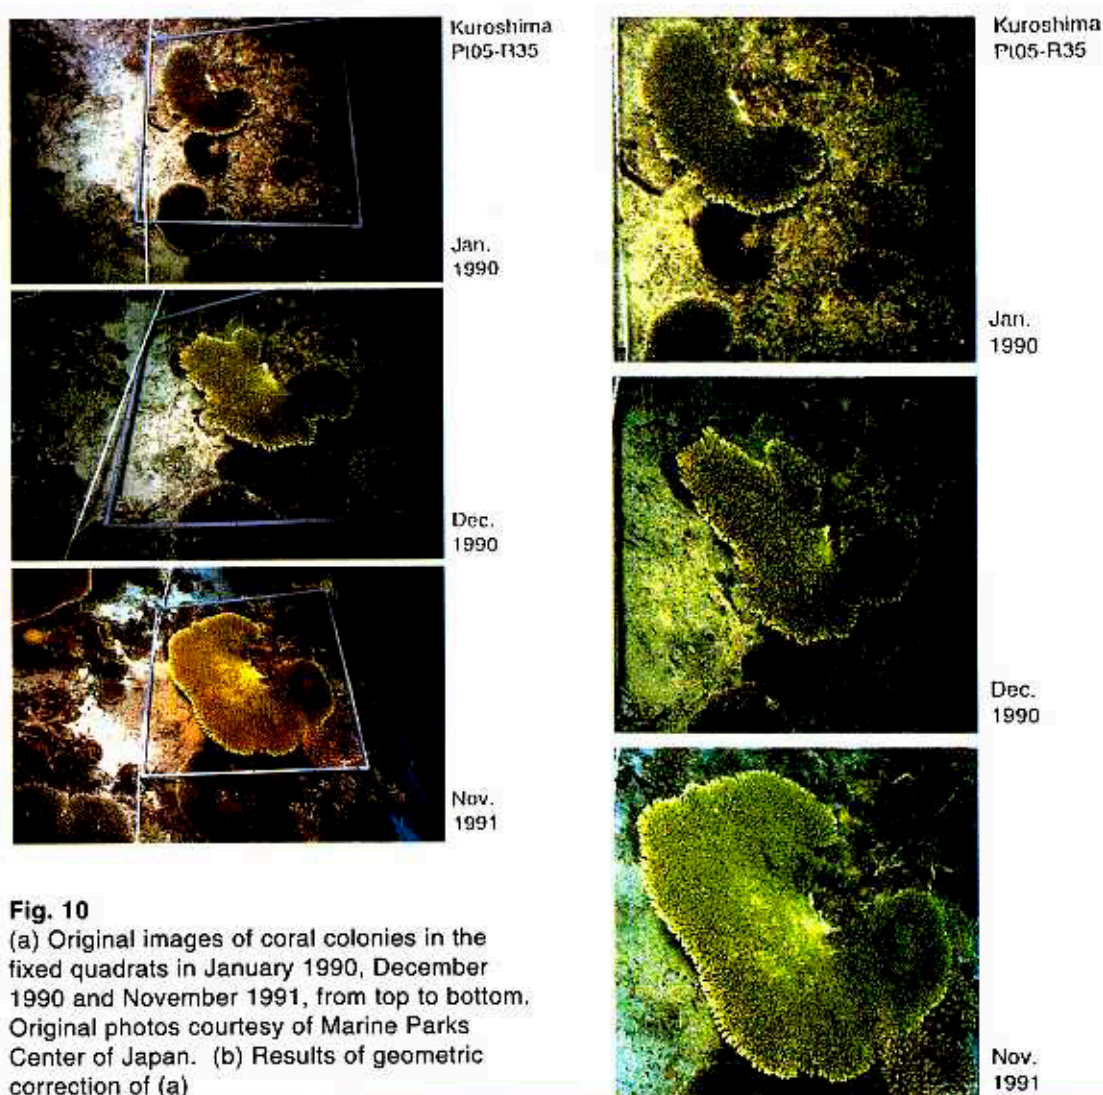 Kuroshima
Pt05-R35
Jan.
1990
Dec.
1990
Nov.
1991
Fig. 10
(a) Original images of coral colonies in the
fixed quadrats in January 1990, December
1990 and November 1991, from top to bottom.
Original photos courtesy of Marine Parks
Center of Japan. (b) Results of geometric
correction of (a)
Kuroshima
Pt05-R35
Jan.
1990
Dec.
1990
Nov.
1991